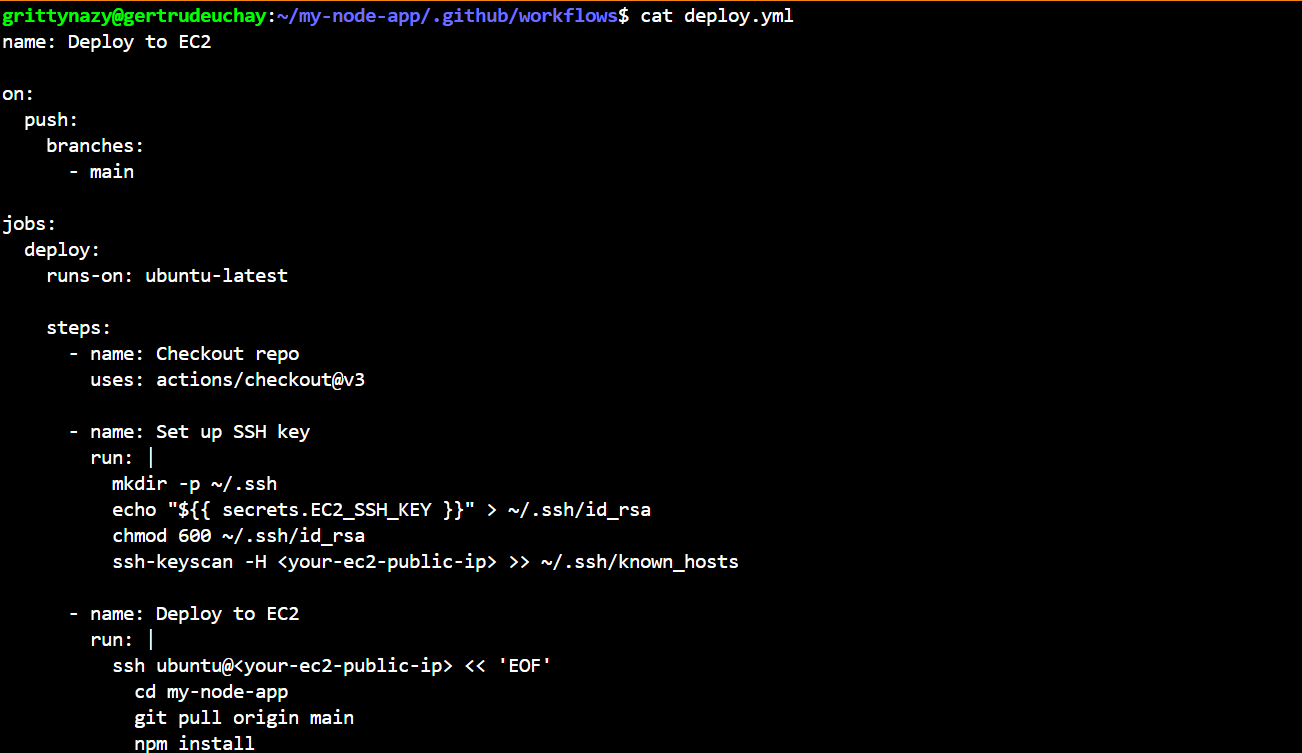 grittynazy@gertrudeuchay:~/my-node-app/.github/workflows$ cat deploy.yml
name: Deploy to EC2
on:
  push:
    branches:
      - main
jobs:
  deploy:
    runs-on: ubuntu-latest
    steps:
      - name: Checkout repo
        uses: actions/checkout@v3
      - name: Set up SSH key
        run: |
          mkdir -p ~/.ssh
          echo "${{ secrets.EC2_SSH_KEY }}" > ~/.ssh/id_rsa
          chmod 600 ~/.ssh/id_rsa
          ssh-keyscan -H <your-ec2-public-ip> >> ~/.ssh/known_hosts
      - name: Deploy to EC2
        run: |
          ssh ubuntu@<your-ec2-public-ip> << 'EOF'
            cd my-node-app
            git pull origin main
            npm install